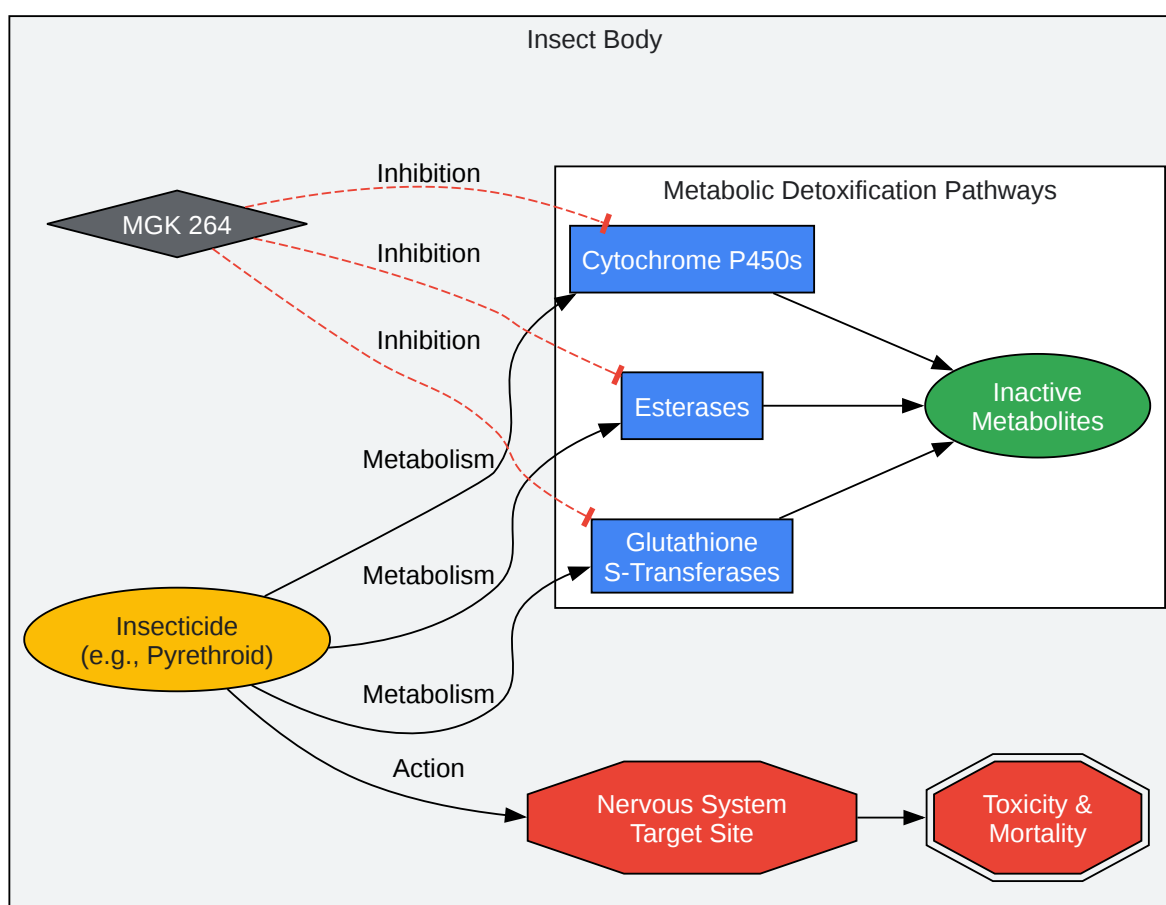 Insect Body
Inhibition
Metabolic Detoxification Pathways
MGK 264
Inhibition
Cytochrome P450s
Inhibition
Esterases
Inactive
Metabolites
Metabolism
Glutathione
S-Transferases
Metabolism
Insecticide
(e.g., Pyrethroid)
Metabolism
Action
Nervous System
Target Site
Toxicity &
Mortality